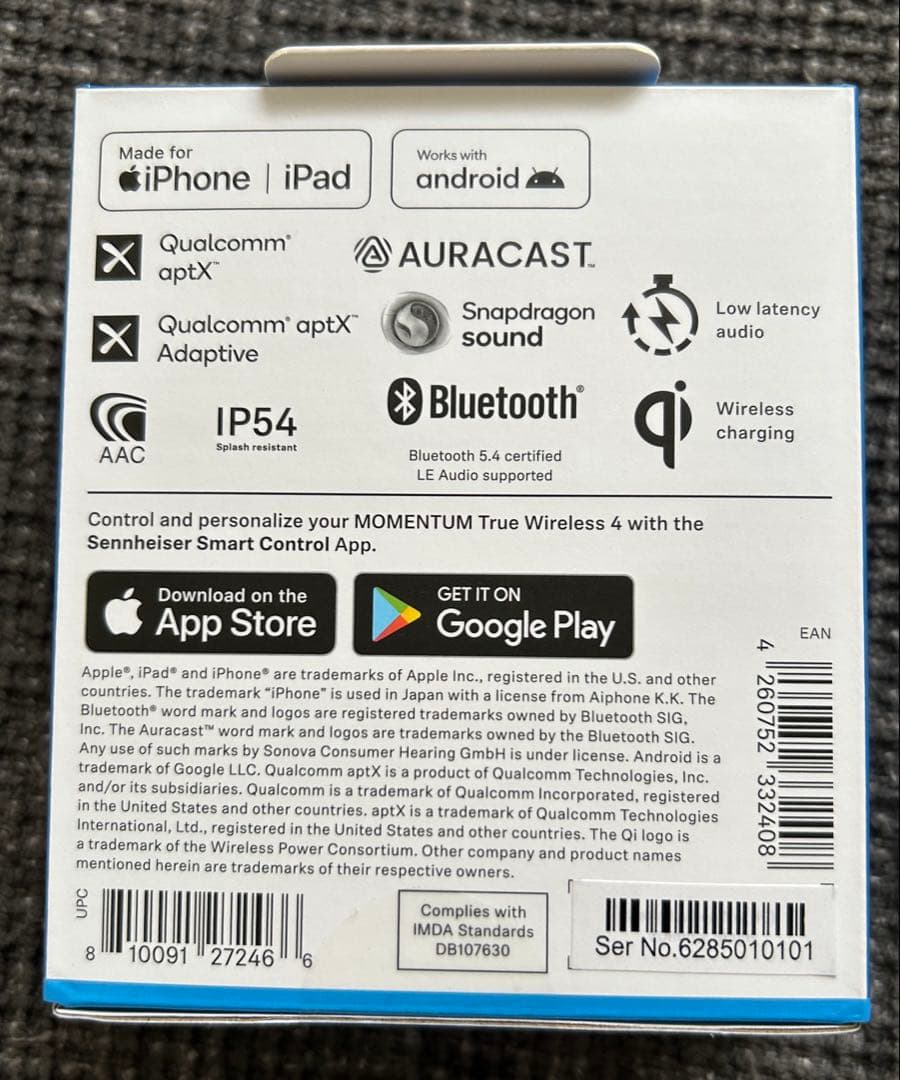 Made for
iPhone | iPad
Works with
android
Qualcomm®
aptX™
AURACAST™
Qualcomm® aptX™
Adaptive
Snapdragon
sound
Low latency
audio
AAC
IP54
Splash resistant
Bluetooth®
Bluetooth 5.4 certified
LE Audio supported
qi
Wireless
charging
Control and personalize your MOMENTUM True Wireless 4 with the
Sennheiser Smart Control App.
Download on the
App Store
GET IT ON
Google Play
EAN
4 260752 332408
Apple®, iPad® and iPhone® are trademarks of Apple Inc., registered in the U.S. and other
countries. The trademark “iPhone” is used in Japan with a license from Aiphone K.K. The
Bluetooth® word mark and logos are registered trademarks owned by Bluetooth SIG,
Inc. The Auracast™ word mark and logos are trademarks owned by the Bluetooth SIG.
Any use of such marks by Sonova Consumer Hearing GmbH is under license. Android is a
trademark of Google LLC. Qualcomm aptX is a product of Qualcomm Technologies, Inc.
and/or its subsidiaries. Qualcomm is a trademark of Qualcomm Incorporated, registered
in the United States and other countries. aptX is a trademark of Qualcomm Technologies
International, Ltd., registered in the United States and other countries. The Qi logo is
a trademark of the Wireless Power Consortium. Other company and product names
mentioned herein are trademarks of their respective owners.
UPC
8 10091 27246 6
Complies with
IMDA Standards
DB107630
Ser No.6285010101